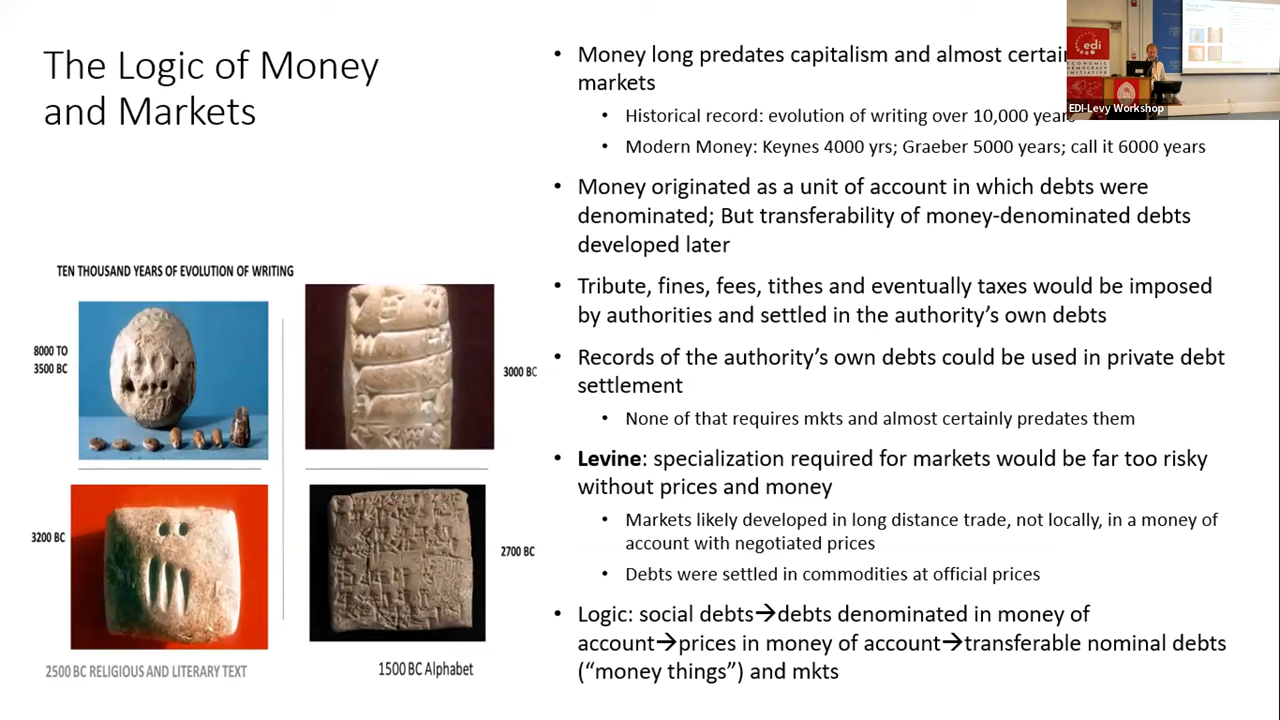 The Logic of Money
and Markets
TEN THOUSAND YEARS OF EVOLUTION OF WRITING
8000 TO
3500 BC
3000 BC
3200 BC
2700 BC
2500 BC RELIGIOUS AND LITERARY TEXT
1500 BC Alphabet
• Money long predates capitalism and almost
markets
• Historical record: evolution of writing over 10,000 years
• Modern Money: Keynes 4000 yrs; Graeber 5000 years; call it 6000 years
• Money originated as a unit of account in which debts were
denominated; But transferability of money-denominated debts
developed later
• Tribute, fines, fees, tithes and eventually taxes would be imposed
by authorities and settled in the authority’s own debts
• Records of the authority’s own debts could be used in private debt
settlement
• None of that requires mkts and almost certainly predates them
• Levine: specialization required for markets would be far too risky
without prices and money
• Markets likely developed in long distance trade, not locally, in a money of
account with negotiated prices
• Debts were settled in commodities at official prices
• Logic: social debts→debts denominated in money of
account→prices in money of account→transferable nominal debts
(“money things”) and mkts
edi
ECONOMIC
DEMOCRACY
INITIATIVE
EDI-Levy Workshop